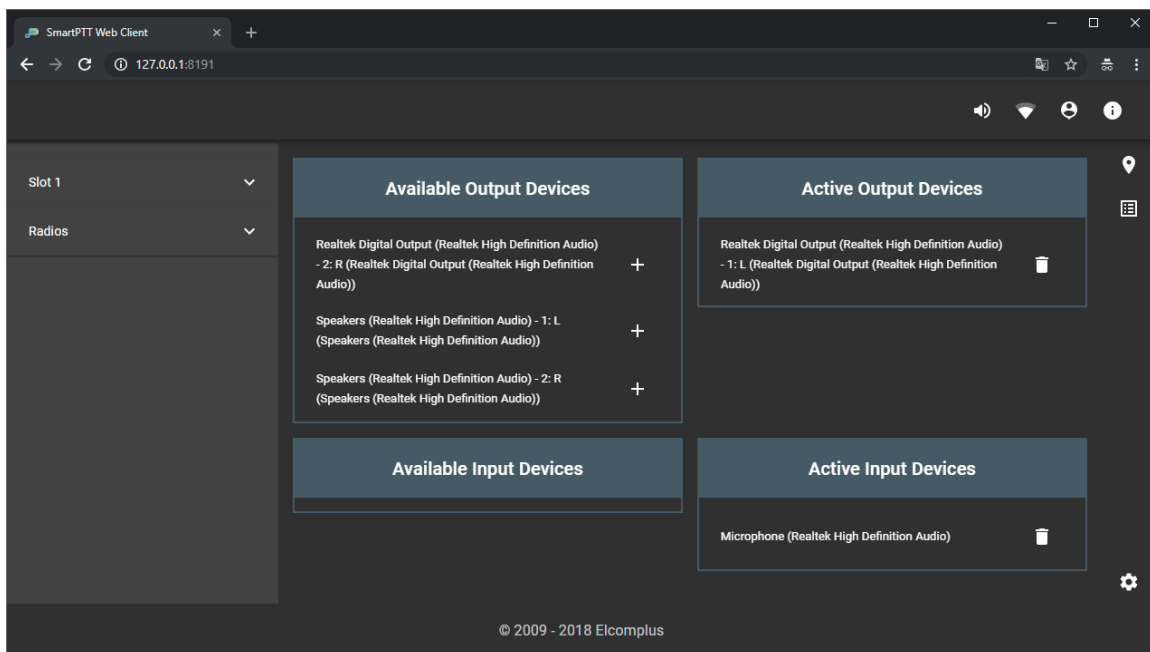 SmartPTT Web Client
127.0.0.1:8191
Slot 1
Radios
Available Output Devices
Realtek Digital Output (Realtek High Definition Audio)
- 2: R (Realtek Digital Output (Realtek High Definition
Audio))
Speakers (Realtek High Definition Audio) - 1: L
(Speakers (Realtek High Definition Audio))
Speakers (Realtek High Definition Audio) - 2: R
(Speakers (Realtek High Definition Audio))
Active Output Devices
Realtek Digital Output (Realtek High Definition Audio)
- 1: L (Realtek Digital Output (Realtek High Definition
Audio))
Available Input Devices
Active Input Devices
Microphone (Realtek High Definition Audio)
© 2009 - 2018 Elcomplus